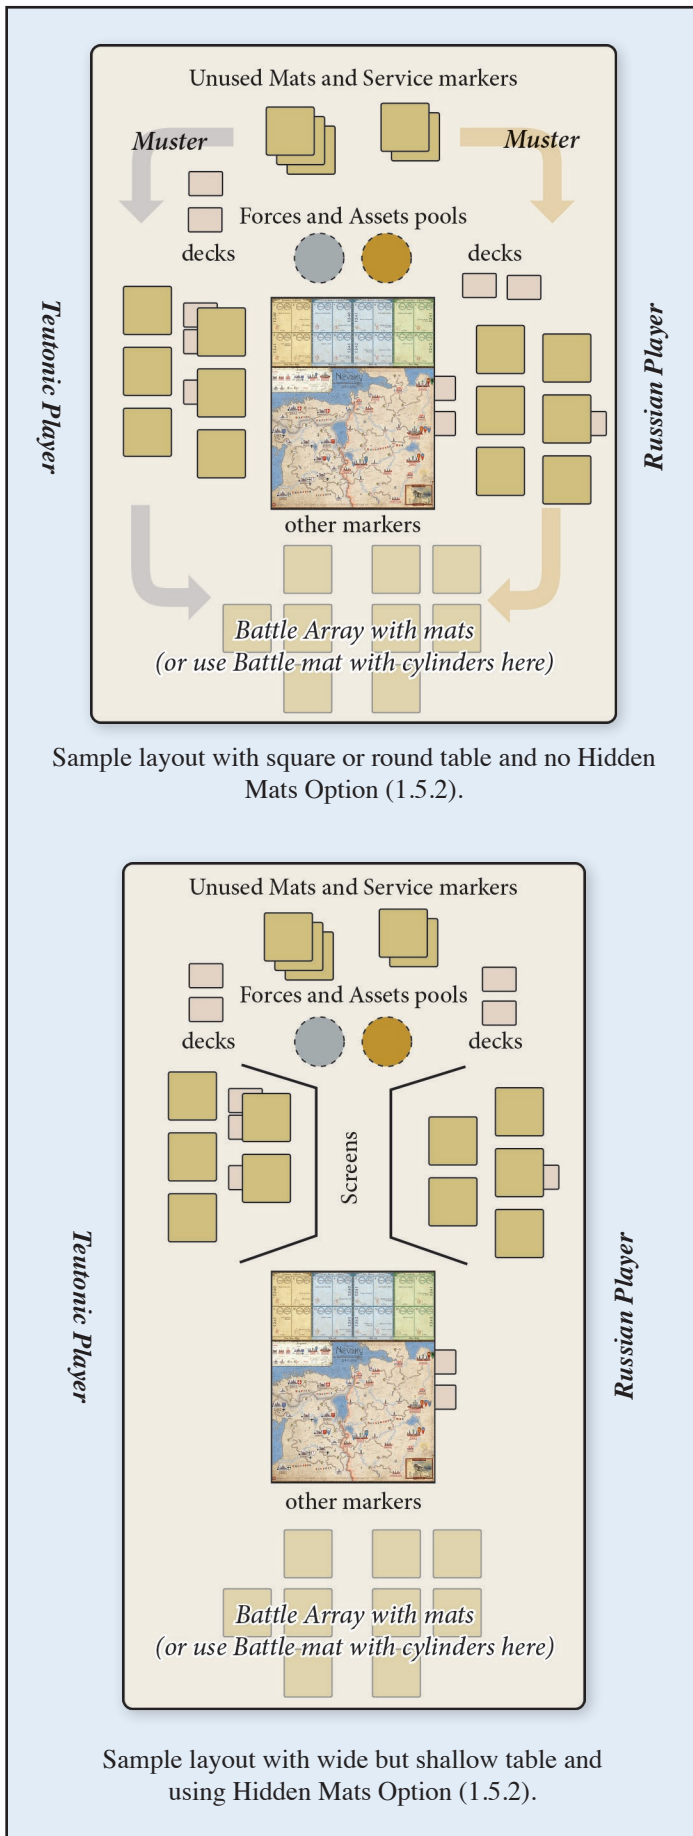 Unused Mats and Service markers
Muster
Muster
Forces and Assets pools
decks
decks
Teutonic Player
Russian Player
Nevsky
other markers
Battle Array with mats
(or use Battle mat with cylinders here)
Sample layout with square or round table and no Hidden
Mats Option (1.5.2).
Unused Mats and Service markers
Forces and Assets pools
decks
decks
Screens
Teutonic Player
Russian Player
Nevsky
other markers
Battle Array with mats
(or use Battle mat with cylinders here)
Sample layout with wide but shallow table and
using Hidden Mats Option (1.5.2).